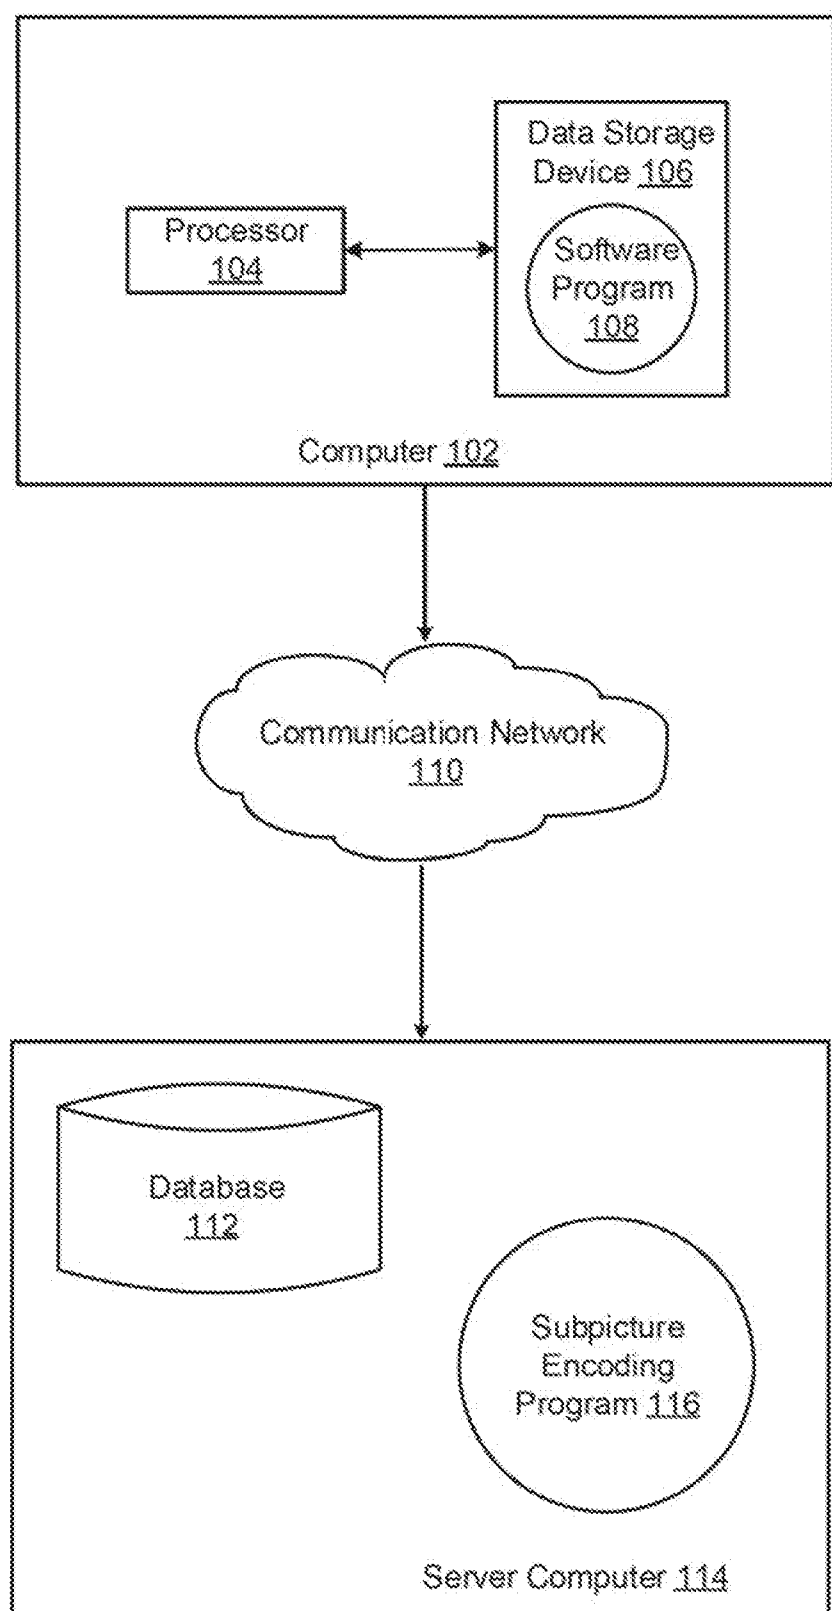 Data Storage
Device 106
Processor
104
Software
Program
108
Computer 102
Communication Network
110
Database
112
Subpicture
Encoding
Program 116
Server Computer 114